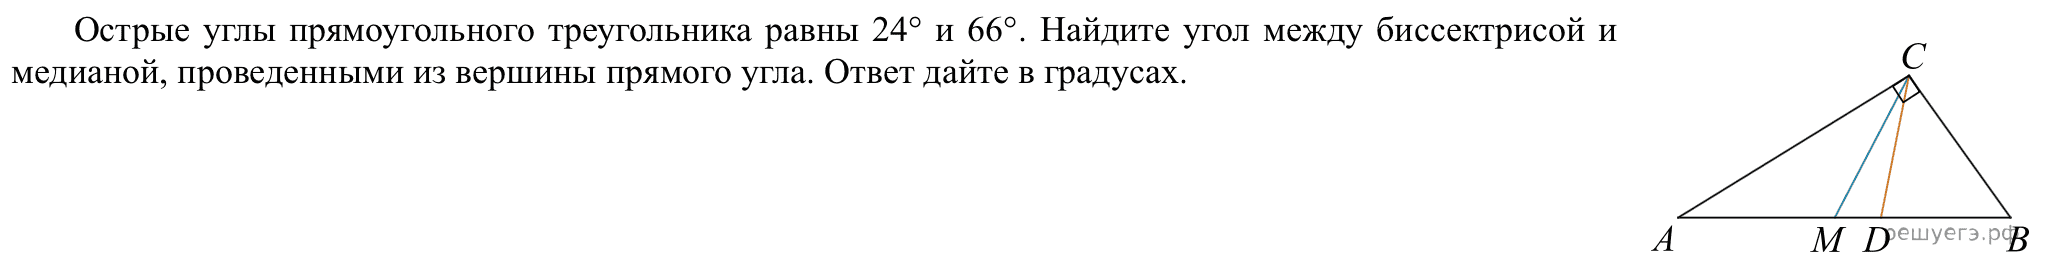 Острые углы прямоугольного треугольника равны 24° и 66°. Найдите угол между биссектрисой и
медианой, проведенными из вершины прямого угла. Ответ дайте в градусах.
C
A M D B
решуегэ.рф